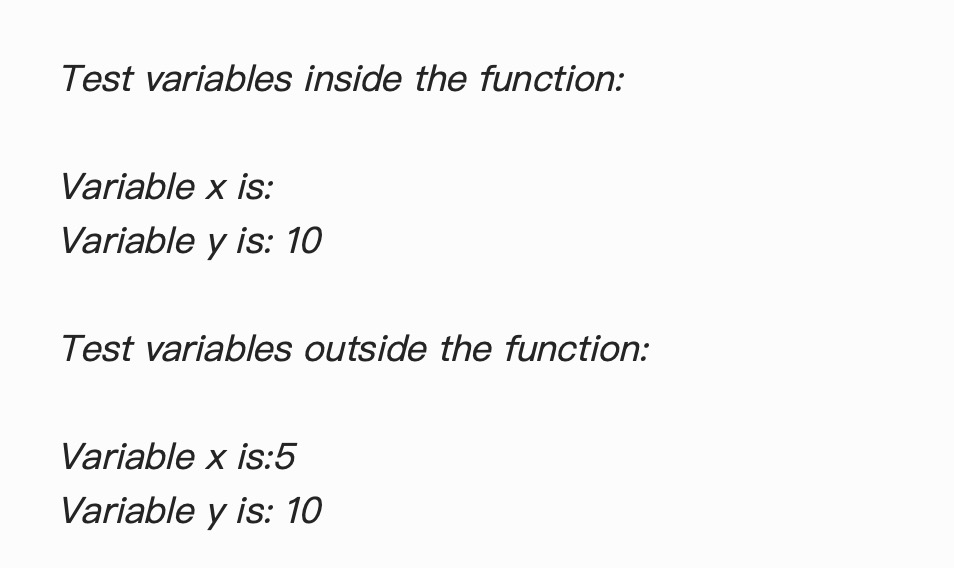 Test variables inside the function:
Variable x is:
Variable y is: 10
Test variables outside the function:
Variable x is:5
Variable y is: 10